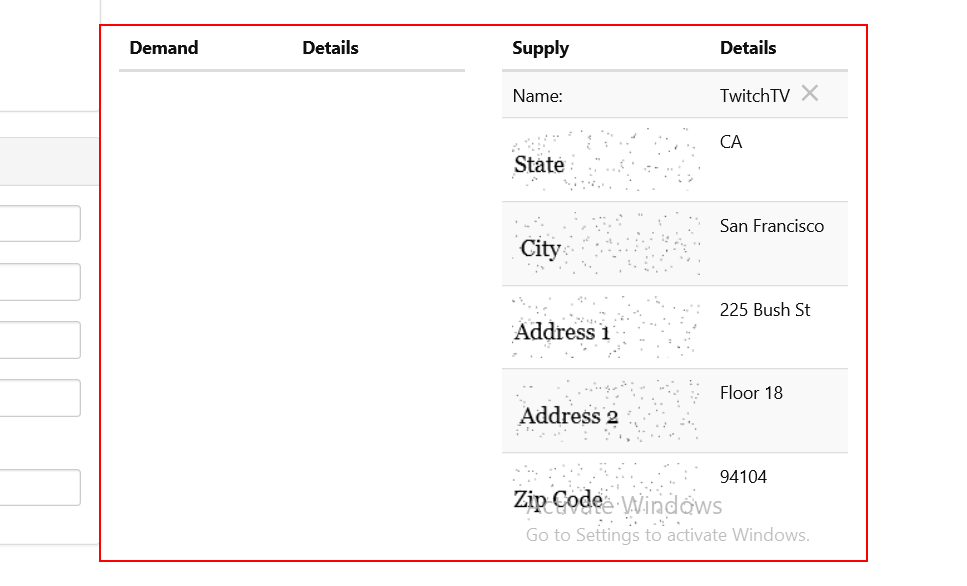 Demand Details Supply Details
Name: TwitchTV
State CA
City San Francisco
Address 1 225 Bush St
Address 2 Floor 18
Zip Code 94104
Activate Windows
Go to Settings to activate Windows.